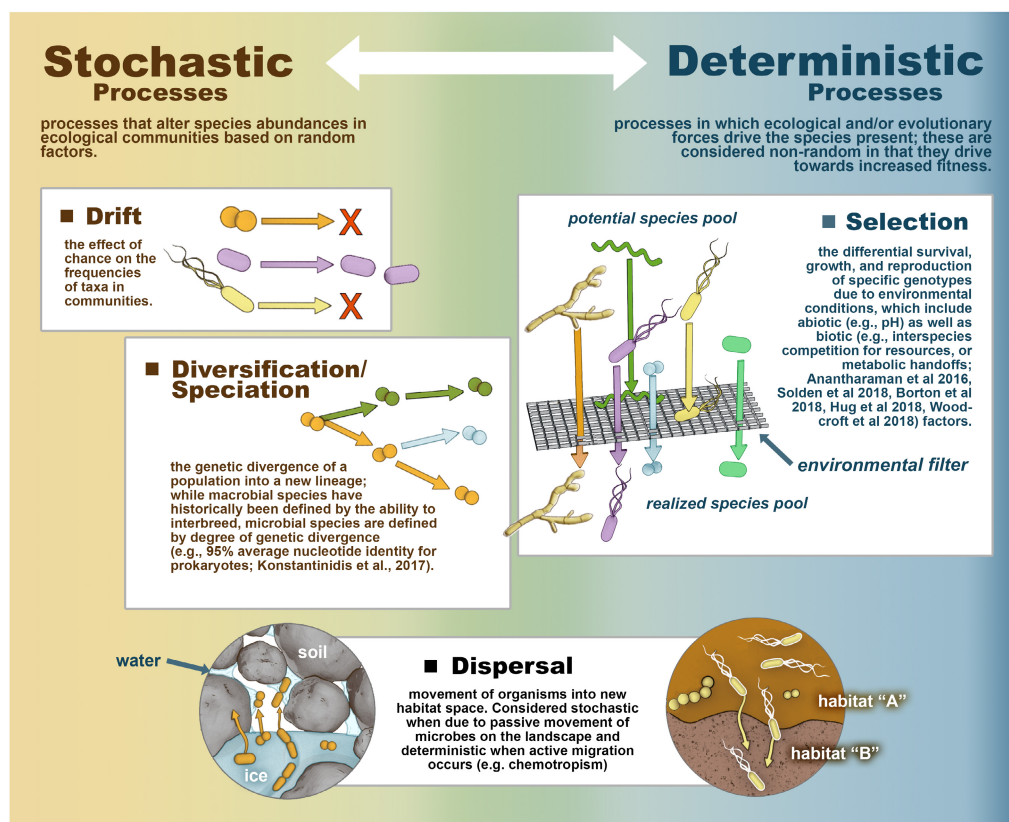 Stochastic
Processes
processes that alter species abundances in
ecological communities based on random
factors.
Deterministic
Processes
processes in which ecological and/or evolutionary
forces drive the species present; these are
considered non-random in that they drive
towards increased fitness.
■ Drift
the effect of
chance on the
frequencies
of taxa in
communities.
X
X
■ Diversification/
Speciation
the genetic divergence of a
population into a new lineage;
while macrobial species have
historically been defined by the ability to
interbreed, microbial species are defined
by degree of genetic divergence
(e.g., 95% average nucleotide identity for
prokaryotes; Konstantinidis et al., 2017).
potential species pool
■ Selection
the differential survival,
growth, and reproduction
of specific genotypes
due to environmental
conditions, which include
abiotic (e.g., pH) as well as
biotic (e.g., interspecies
competition for resources, or
metabolic handoffs;
Anantharaman et al 2016,
Solden et al 2018, Borton et al
2018, Hug et al 2018, Wood-
croft et al 2018) factors.
environmental filter
realized species pool
water
soil
ice
■ Dispersal
movement of organisms into new
habitat space. Considered stochastic
when due to passive movement of
microbes on the landscape and
deterministic when active migration
occurs (e.g. chemotropism)
habitat “A”
habitat “B”